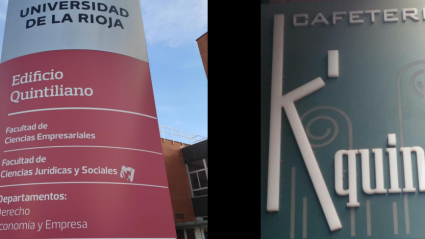 UNIVERSIDAD
DE LA RIOJA
Edificio
Quintiliano
Facultad de
Ciencias Empresariales
Facultad de
Ciencias Jurídicas y Sociales
Departamentos:
Derecho
Economía y Empresa
CAFETERI
K'
quin